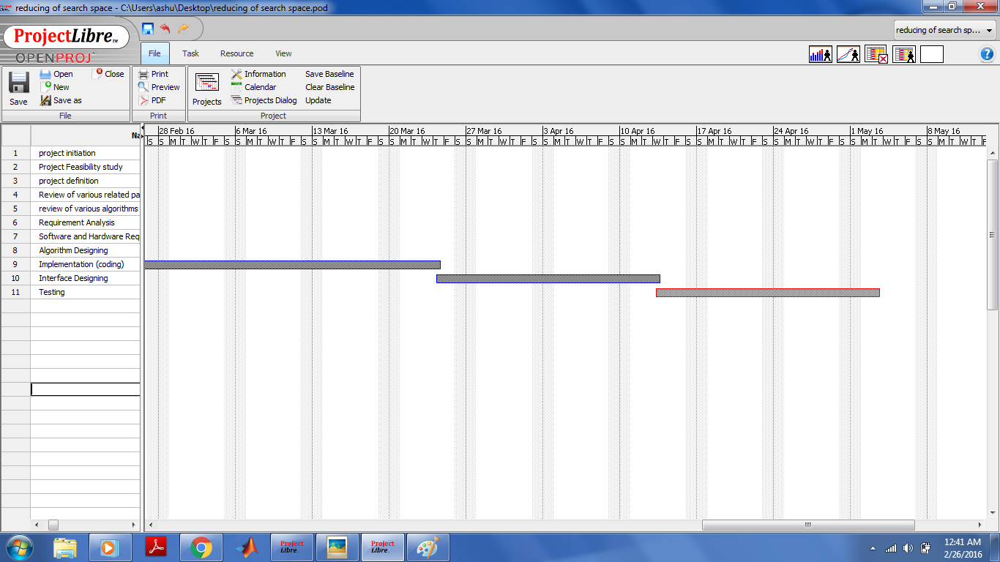 reducing of search space - C:\Users\ashu\Desktop\reducing of search space.pod
ProjectLibre TM
OPENPROJ
reducing of search sp...
File Task Resource View
Save
Open
New
Save as
Close
File
Print
Preview
PDF
Print
Projects
Information
Calendar
Projects Dialog
Save Baseline
Clear Baseline
Update
Project
Na
28 Feb 16 6 Mar 16 13 Mar 16 20 Mar 16 27 Mar 16 3 Apr 16 10 Apr 16 17 Apr 16 24 Apr 16 1 May 16 8 May 16
S S M T W T F S S M T W T F S S M T W T F S S M T W T F S S M T W T F S S M T W T F S S M T W T F S S M T W T F S S M T W T F S S M T W T F S S M T W T F
1 project initiation
2 Project Feasibility study
3 project definition
4 Review of various related pa
5 review of various algorithms
6 Requirement Analysis
7 Software and Hardware Req
8 Algorithm Designing
9 Implementation (coding)
10 Interface Designing
11 Testing
Project Libre.
Project Libre.
12:41 AM
2/26/2016